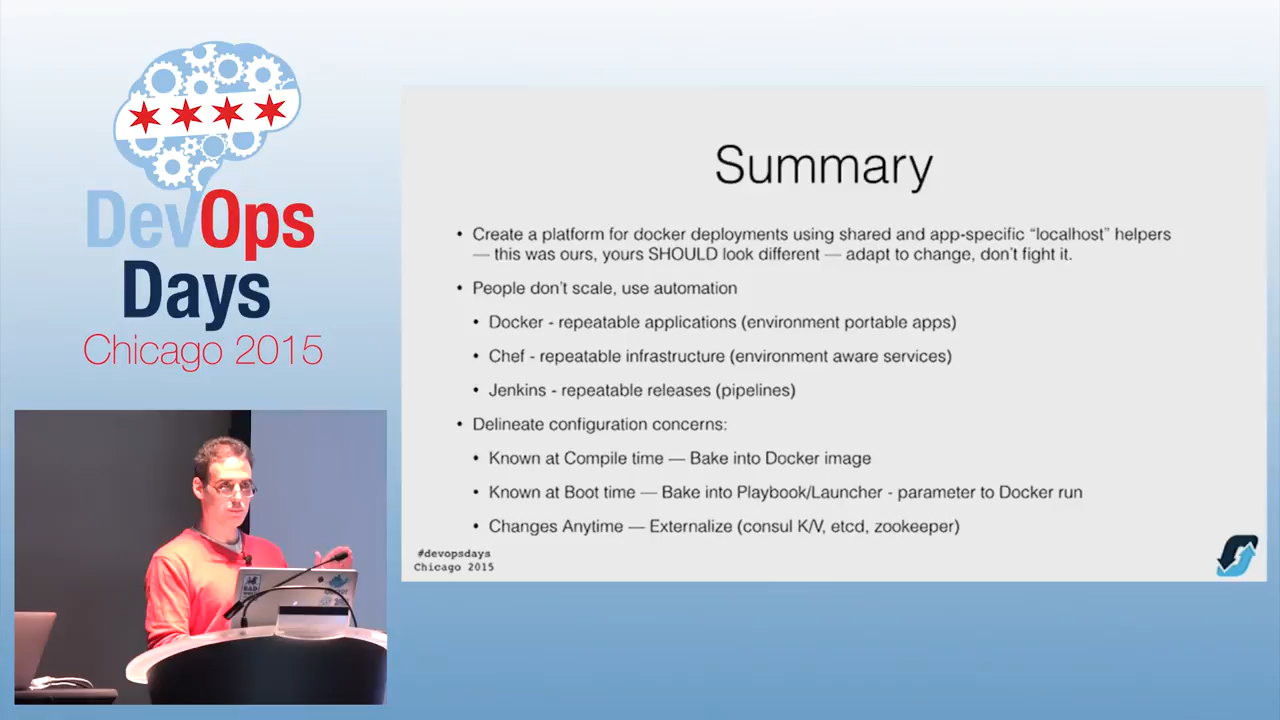 DevOps
Days
Chicago 2015
Summary
• Create a platform for docker deployments using shared and app-specific “localhost” helpers
— this was ours, yours SHOULD look different — adapt to change, don’t fight it.
• People don’t scale, use automation
• Docker - repeatable applications (environment portable apps)
• Chef - repeatable infrastructure (environment aware services)
• Jenkins - repeatable releases (pipelines)
• Delineate configuration concerns:
• Known at Compile time — Bake into Docker image
• Known at Boot time — Bake into Playbook/Launcher - parameter to Docker run
• Changes Anytime — Externalize (consul K/V, etcd, zookeeper)
#devopsdays
Chicago 2015